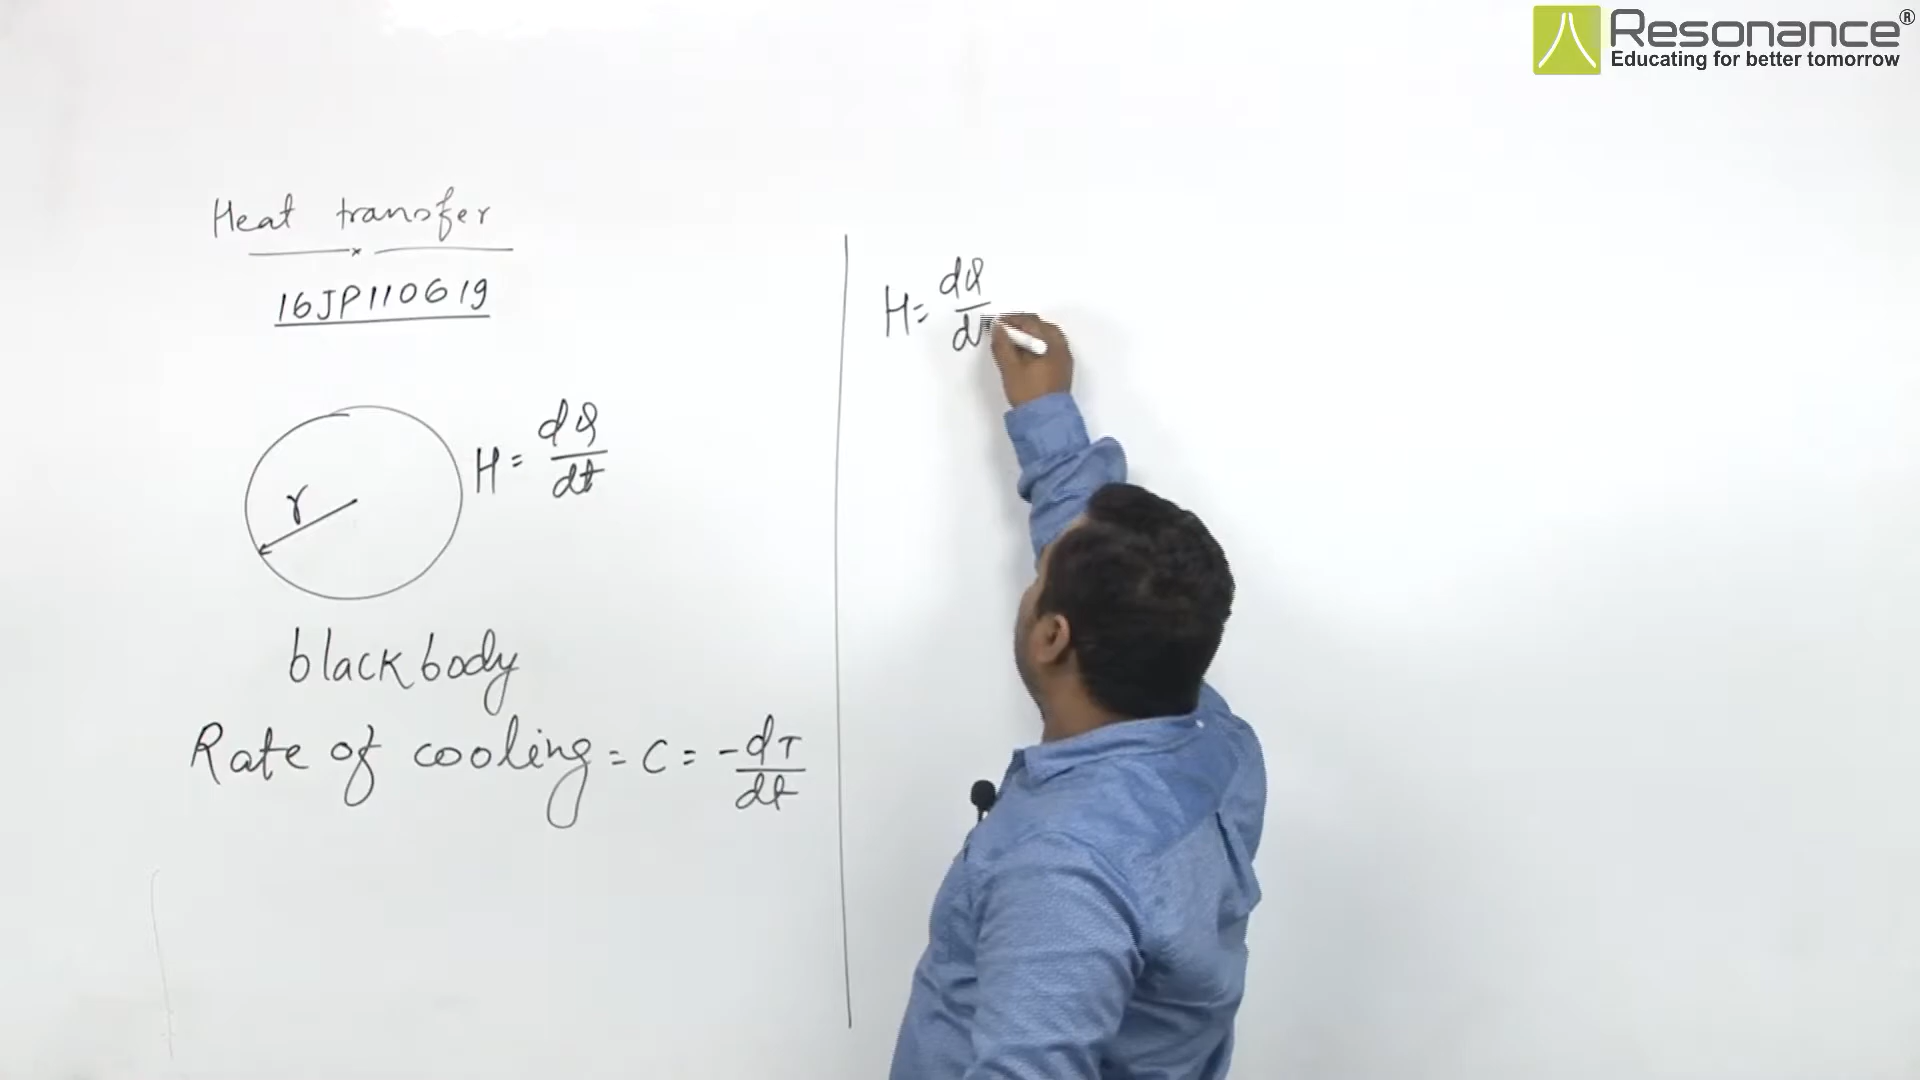 Resonance®
Educating for better tomorrow
Heat transfer
16JP110619
r
H = dQ/dt
black body
Rate of cooling = C = -dT/dt
H = dQ/d